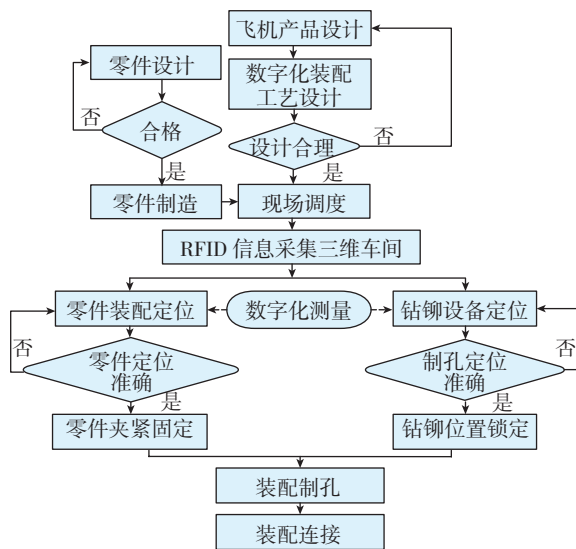 飞机产品设计
零件设计
数字化装配
工艺设计
否
合格
设计合理
否
是
是
零件制造
现场调度
RFID 信息采集三维车间
零件装配定位
数字化测量
钻铆设备定位
否
零件定位
准确
制孔定位
准确
否
是
是
零件夹紧固定
钻铆位置锁定
装配制孔
装配连接